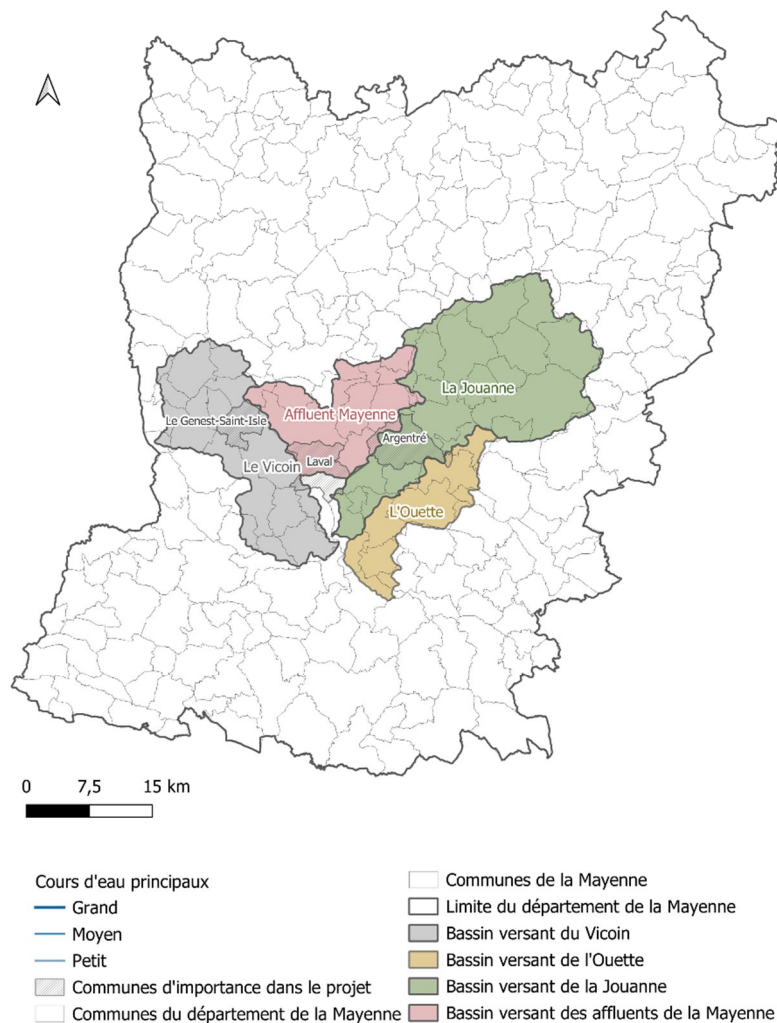 La Jouanne
Affluent Mayenne
Le Genest-Saint-Isle
Argentré
Laval
Le Vicoin
L'Ouette
0 7,5 15 km
Cours d'eau principaux
Grand
Moyen
Petit
Communes d'importance dans le projet
Communes du département de la Mayenne
Communes de la Mayenne
Limite du département de la Mayenne
Bassin versant du Vicoin
Bassin versant de l'Ouette
Bassin versant de la Jouanne
Bassin versant des affluents de la Mayenne